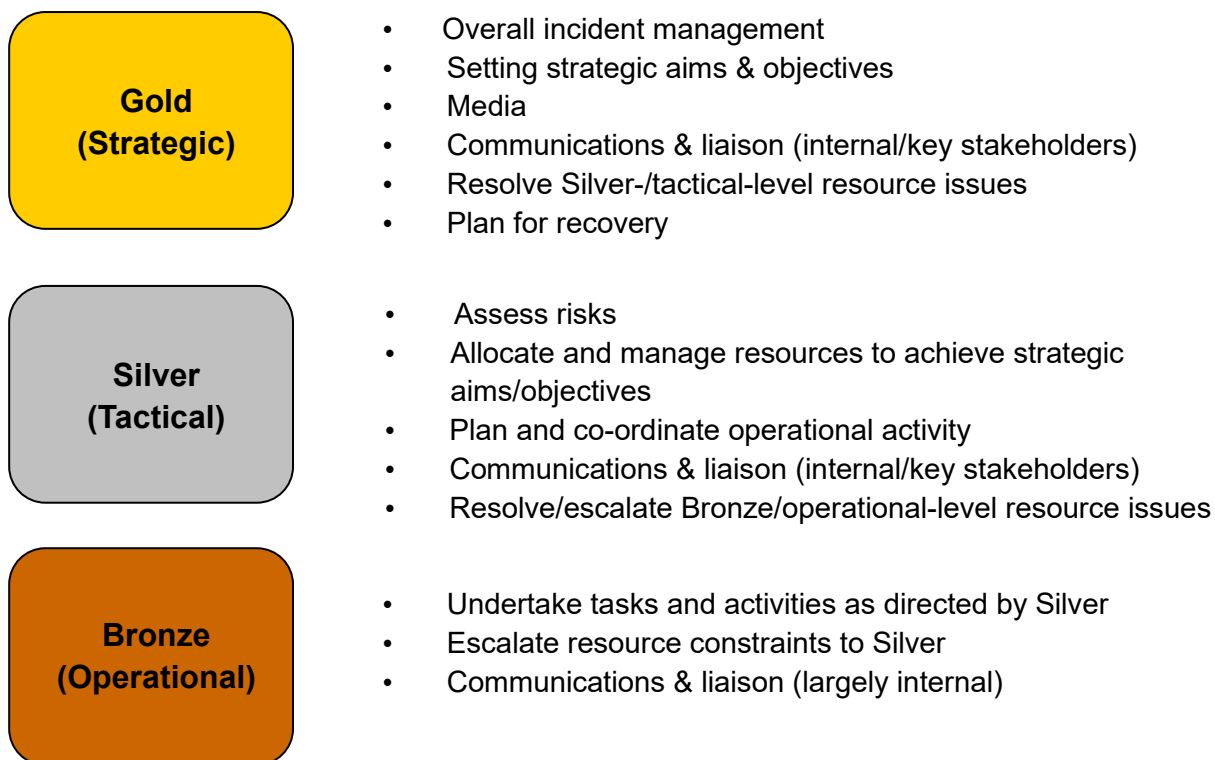 Gold
(Strategic)
• Overall incident management
• Setting strategic aims & objectives
• Media
• Communications & liaison (internal/key stakeholders)
• Resolve Silver-/tactical-level resource issues
• Plan for recovery
Silver
(Tactical)
• Assess risks
• Allocate and manage resources to achieve strategic
aims/objectives
• Plan and co-ordinate operational activity
• Communications & liaison (internal/key stakeholders)
• Resolve/escalate Bronze/operational-level resource issues
Bronze
(Operational)
• Undertake tasks and activities as directed by Silver
• Escalate resource constraints to Silver
• Communications & liaison (largely internal)